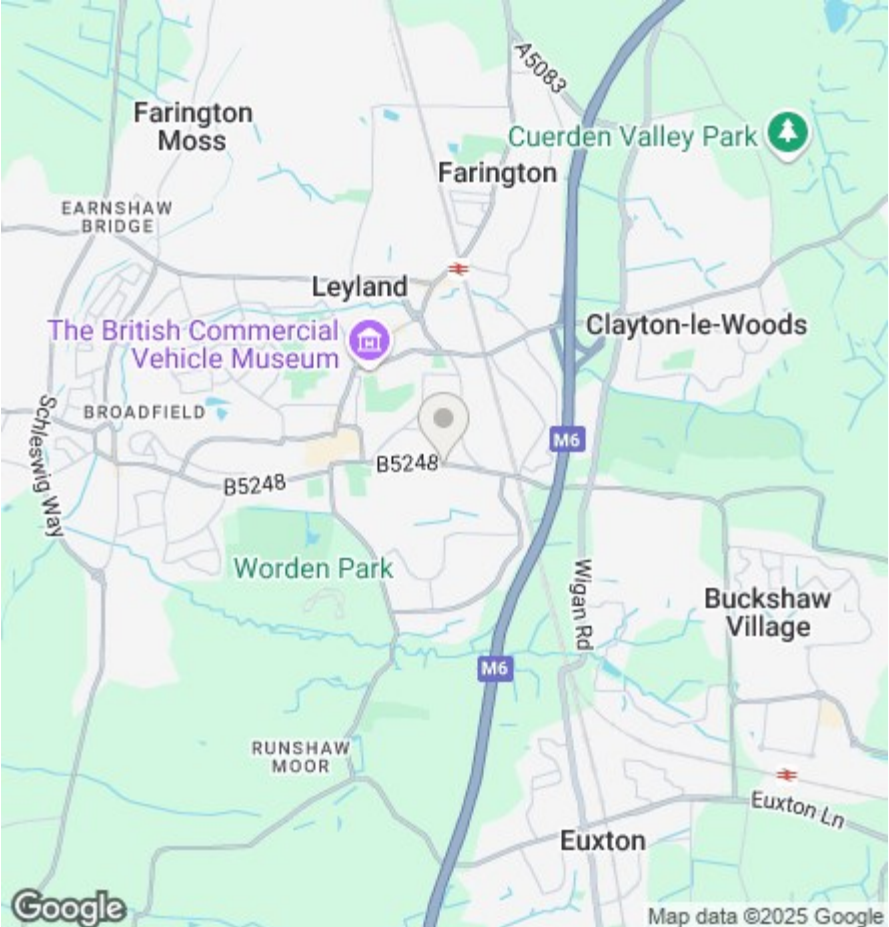 A5083
Farington
Moss
Cuerden Valley Park
Farington
EARNSHAW
BRIDGE
Leyland
The British Commercial
Vehicle Museum
Clayton-le-Woods
BROADFIELD
Schleswig Way
M6
B5248
B5248
Worden Park
Wigan Rd
Buckshaw
Village
M6
RUNSHAW
MOOR
Euxton Ln
Euxton
Google
Map data ©2025 Google